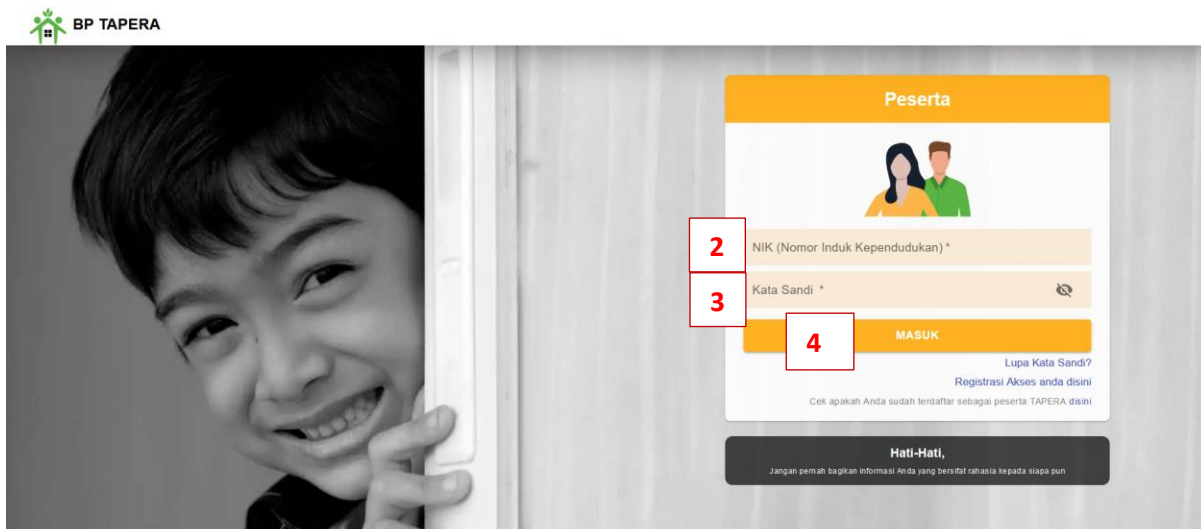 BP TAPERA
Peserta
2
NIK (Nomor Induk Kependudukan) *
3
Kata Sandi *
4
MASUK
Lupa Kata Sandi?
Registrasi Akses anda disini
Cek apakah Anda sudah terdaftar sebagai peserta TAPERA disini
Hati-Hati,
Jangan pernah bagikan informasi Anda yang bersifat rahasia kepada siapa pun